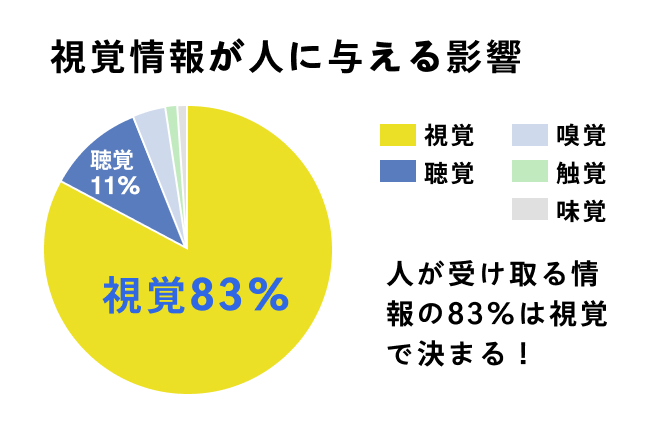 視覚情報が人に与える影響
聴覚
11%
視覚83%
視覚
聴覚
嗅覚
触覚
味覚
人が受け取る情
報の83%は視覚
で決まる！